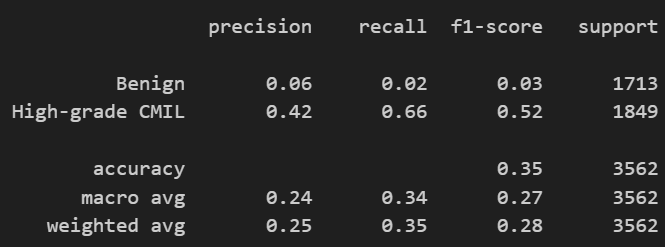 precision recall f1-score support
Benign 0.06 0.02 0.03 1713
High-grade CMIL 0.42 0.66 0.52 1849
accuracy 0.35 3562
macro avg 0.24 0.34 0.27 3562
weighted avg 0.25 0.35 0.28 3562